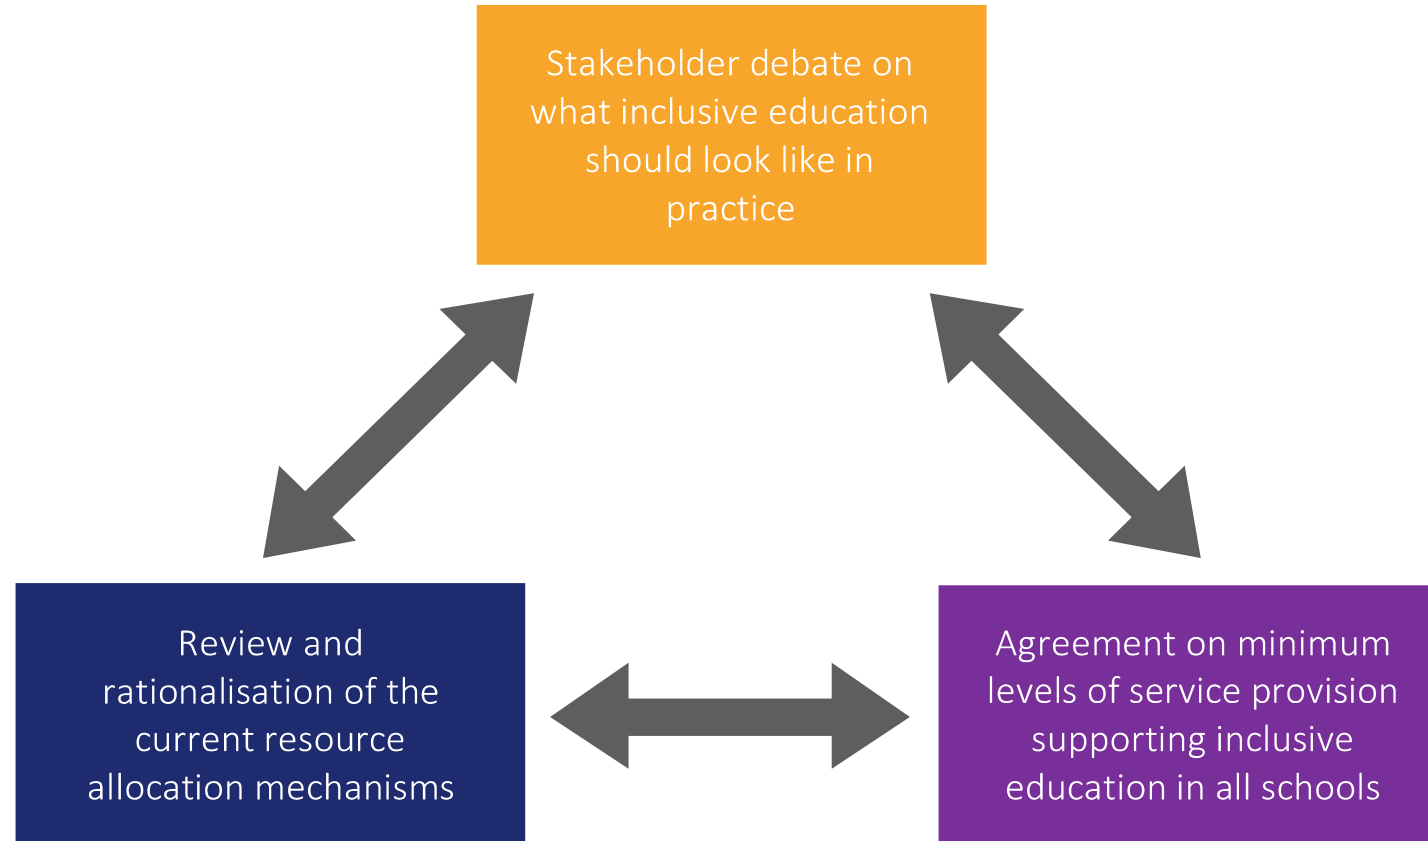 Stakeholder debate on
what inclusive education
should look like in
practice
Review and
rationalisation of the
current resource
allocation mechanisms
Agreement on minimum
levels of service provision
supporting inclusive
education in all schools